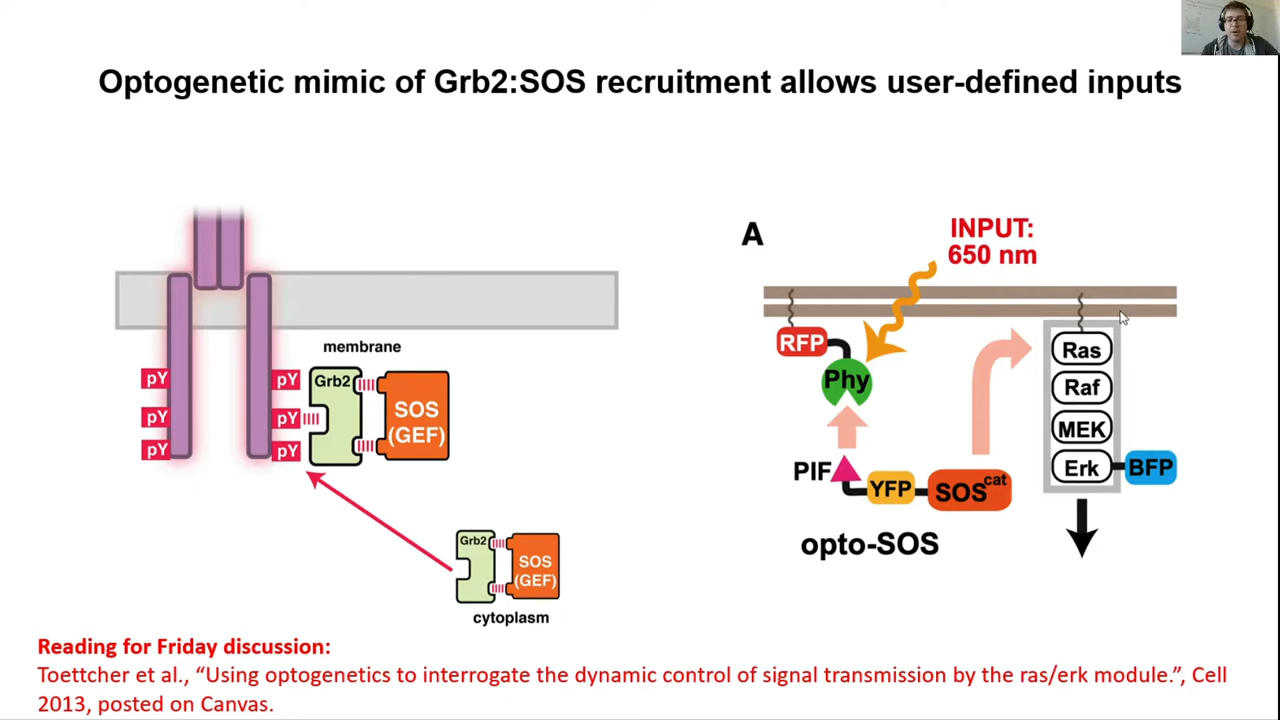 Optogenetic mimic of Grb2:SOS recruitment allows user-defined inputs
membrane
pY
pY
pY
pY
pY
pY
Grb2
SOS
(GEF)
Grb2
SOS
(GEF)
cytoplasm
A
INPUT:
650 nm
RFP
Phy
PIF
YFP
SOScat
opto-SOS
Ras
Raf
MEK
Erk
BFP
Reading for Friday discussion:
Toettcher et al., “Using optogenetics to interrogate the dynamic control of signal transmission by the ras/erk module.”, Cell
2013, posted on Canvas.